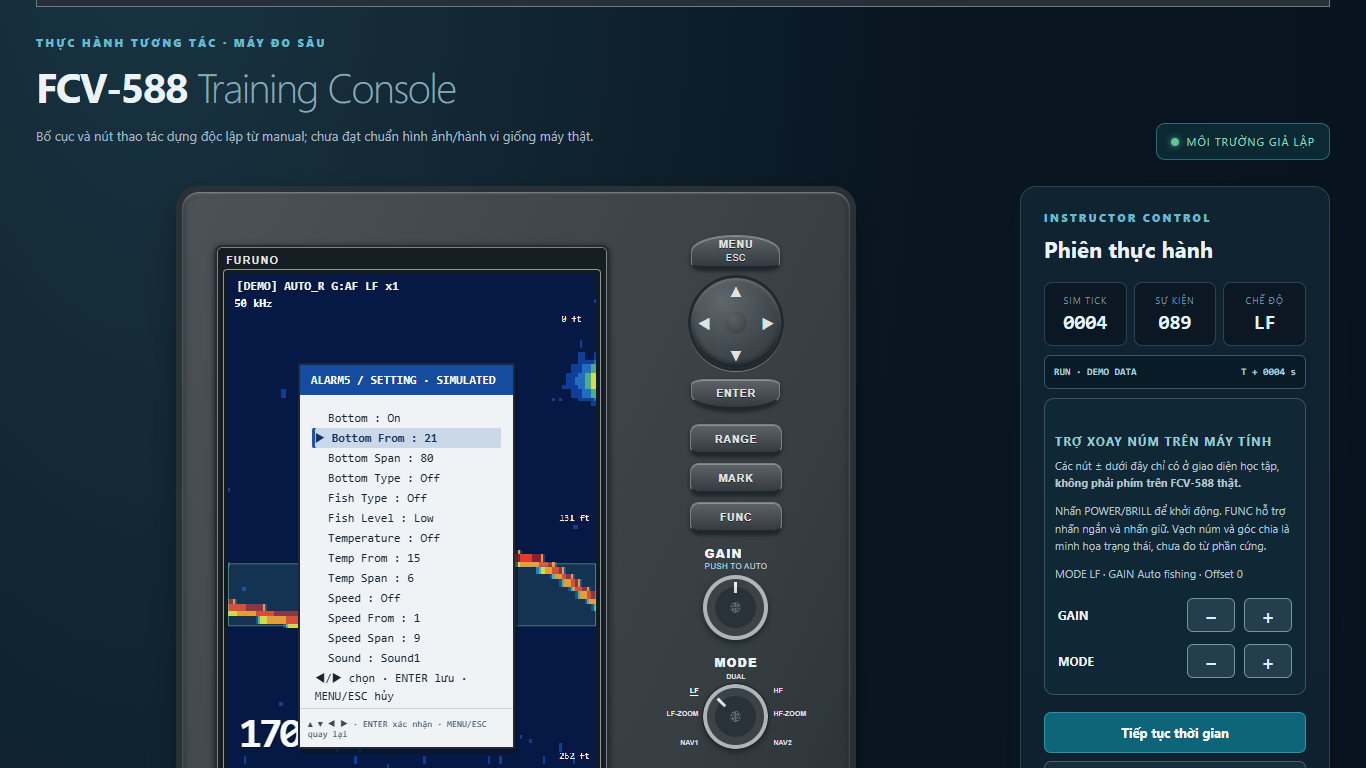 THỰC HÀNH TƯƠNG TÁC · MÁY ĐO SÂU
FCV-588 Training Console
Bố cục và nút thao tác dựng độc lập từ manual; chưa đạt chuẩn hình ảnh/hành vi giống máy thật.
MÔI TRƯỜNG GIẢ LẬP
FURUNO
[DEMO] AUTO_R G:AF LF x1
50 kHz
0 ft
ALARM5 / SETTING · SIMULATED
Bottom : On
▶ Bottom From : 21
Bottom Span : 80
Bottom Type : Off
Fish Type : Off
Fish Level : Low
Temperature : Off
Temp From : 15
Temp Span : 6
Speed : Off
Speed From : 1
Speed Span : 9
Sound : Sound1
◀/▶ chọn · ENTER lưu ·
MENU/ESC hủy
▲ ▼ ◀ ▶ · ENTER xác nhận · MENU/ESC
quay lại
131 ft
170
262 ft
MENU
ESC
▲
◀ ▶
▼
ENTER
RANGE
MARK
FUNC
GAIN
PUSH TO AUTO
MODE
DUAL
LF HF
LF-ZOOM HF-ZOOM
NAV1 NAV2
INSTRUCTOR CONTROL
Phiên thực hành
SIM TICK
0004
SỰ KIỆN
089
CHẾ ĐỘ
LF
RUN · DEMO DATA T + 0004 s
TRỢ XOAY NÚM TRÊN MÁY TÍNH
Các nút ± dưới đây chỉ có ở giao diện học tập,
không phải phím trên FCV-588 thật.
Nhấn POWER/BRILL để khởi động. FUNC hỗ trợ
nhấn ngắn và nhấn giữ. Vạch núm và góc chia là
minh họa trạng thái, chưa đo từ phần cứng.
MODE LF · GAIN Auto fishing · Offset 0
GAIN − +
MODE − +
Tiếp tục thời gian